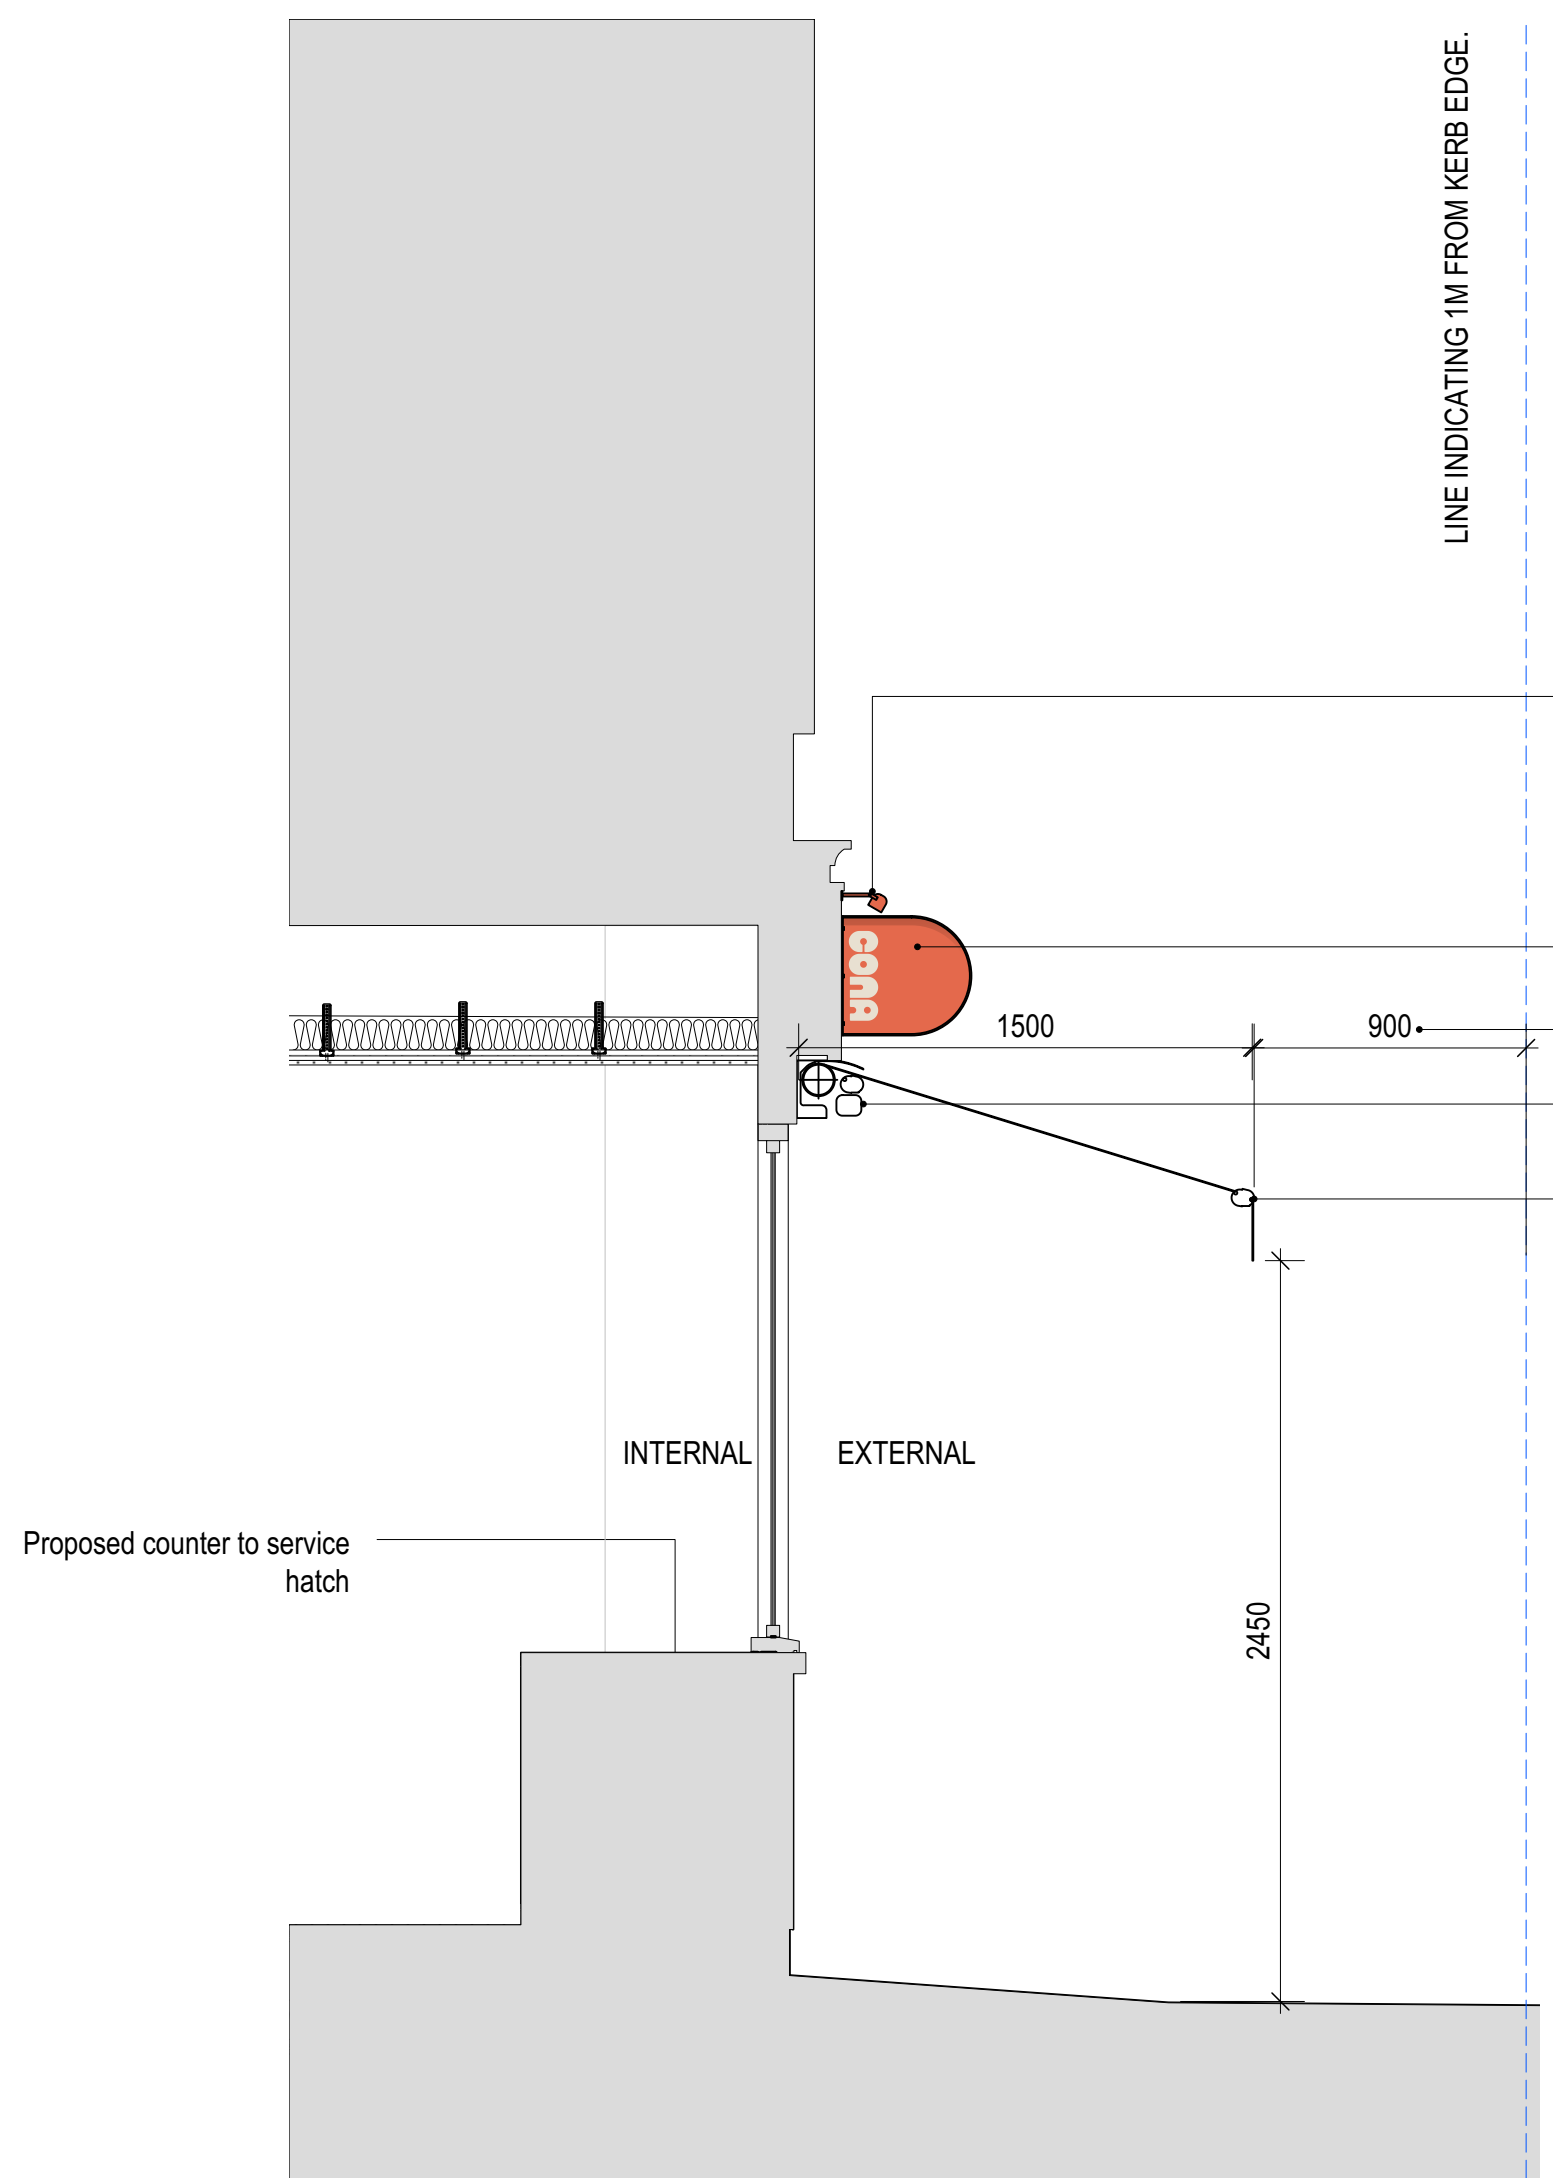 LINE INDICATING 1M FROM KERB EDGE.
cona
1500
900
INTERNAL
EXTERNAL
Proposed counter to service
hatch
2450